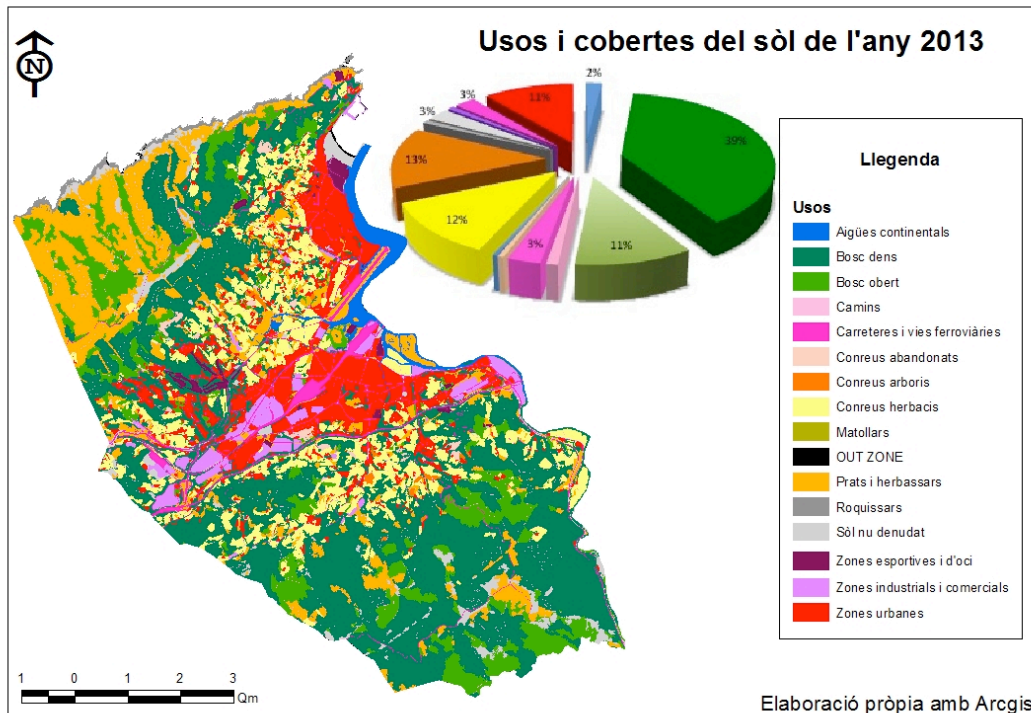 Usos i cobertes del sòl de l'any 2013
N
2%
39%
11%
3%
12%
13%
3%
3%
11%
Llegenda
Usos
Aigües continentals
Bosc dens
Bosc obert
Camins
Carreteres i vies ferroviàries
Conreus abandonats
Conreus arboris
Conreus herbacis
Matollars
OUT ZONE
Prats i herbassars
Roquissars
Sòl nu denudat
Zones esportives i d'oci
Zones industrials i comercials
Zones urbanes
1 0 1 2 3
Qm
Elaboració pròpia amb Arcgis